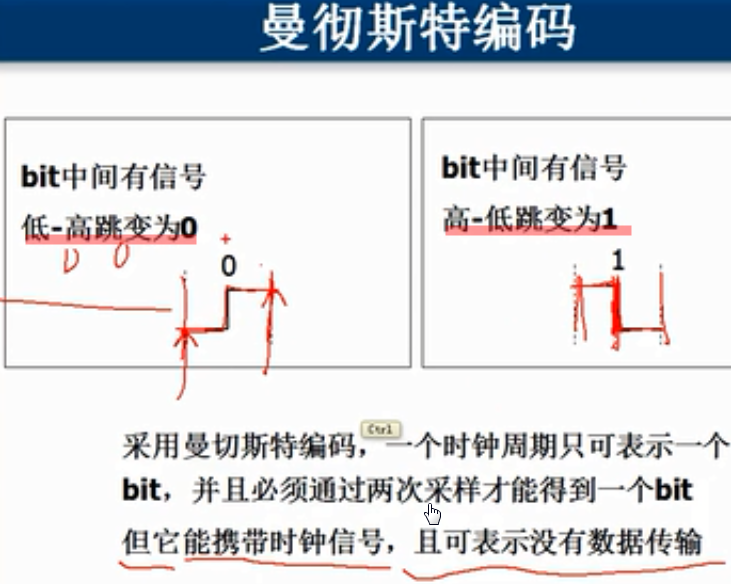 曼彻斯特编码
bit中间有信号
低-高跳变为0
0
bit中间有信号
高-低跳变为1
1
Ctrl
采用曼切斯特编码，一个时钟周期只可表示一个
bit，并且必须通过两次采样才能得到一个bit
但它能携带时钟信号，且可表示没有数据传输